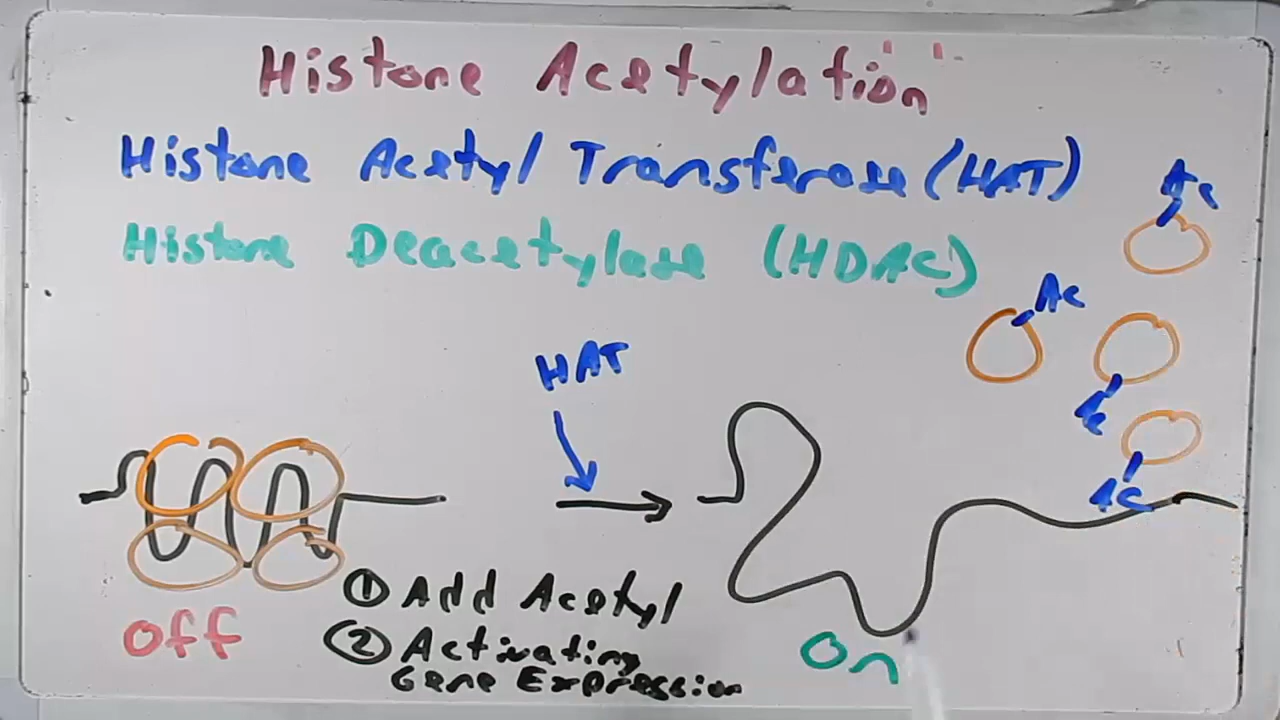 Histone Acetylation
Histone Acetyl Transferase (HAT)
Histone Deacetylase (HDAC)
Ac
Ac
HAT
Ac
Ac
① Add Acetyl
② Activating
Gene Expression
Off
On